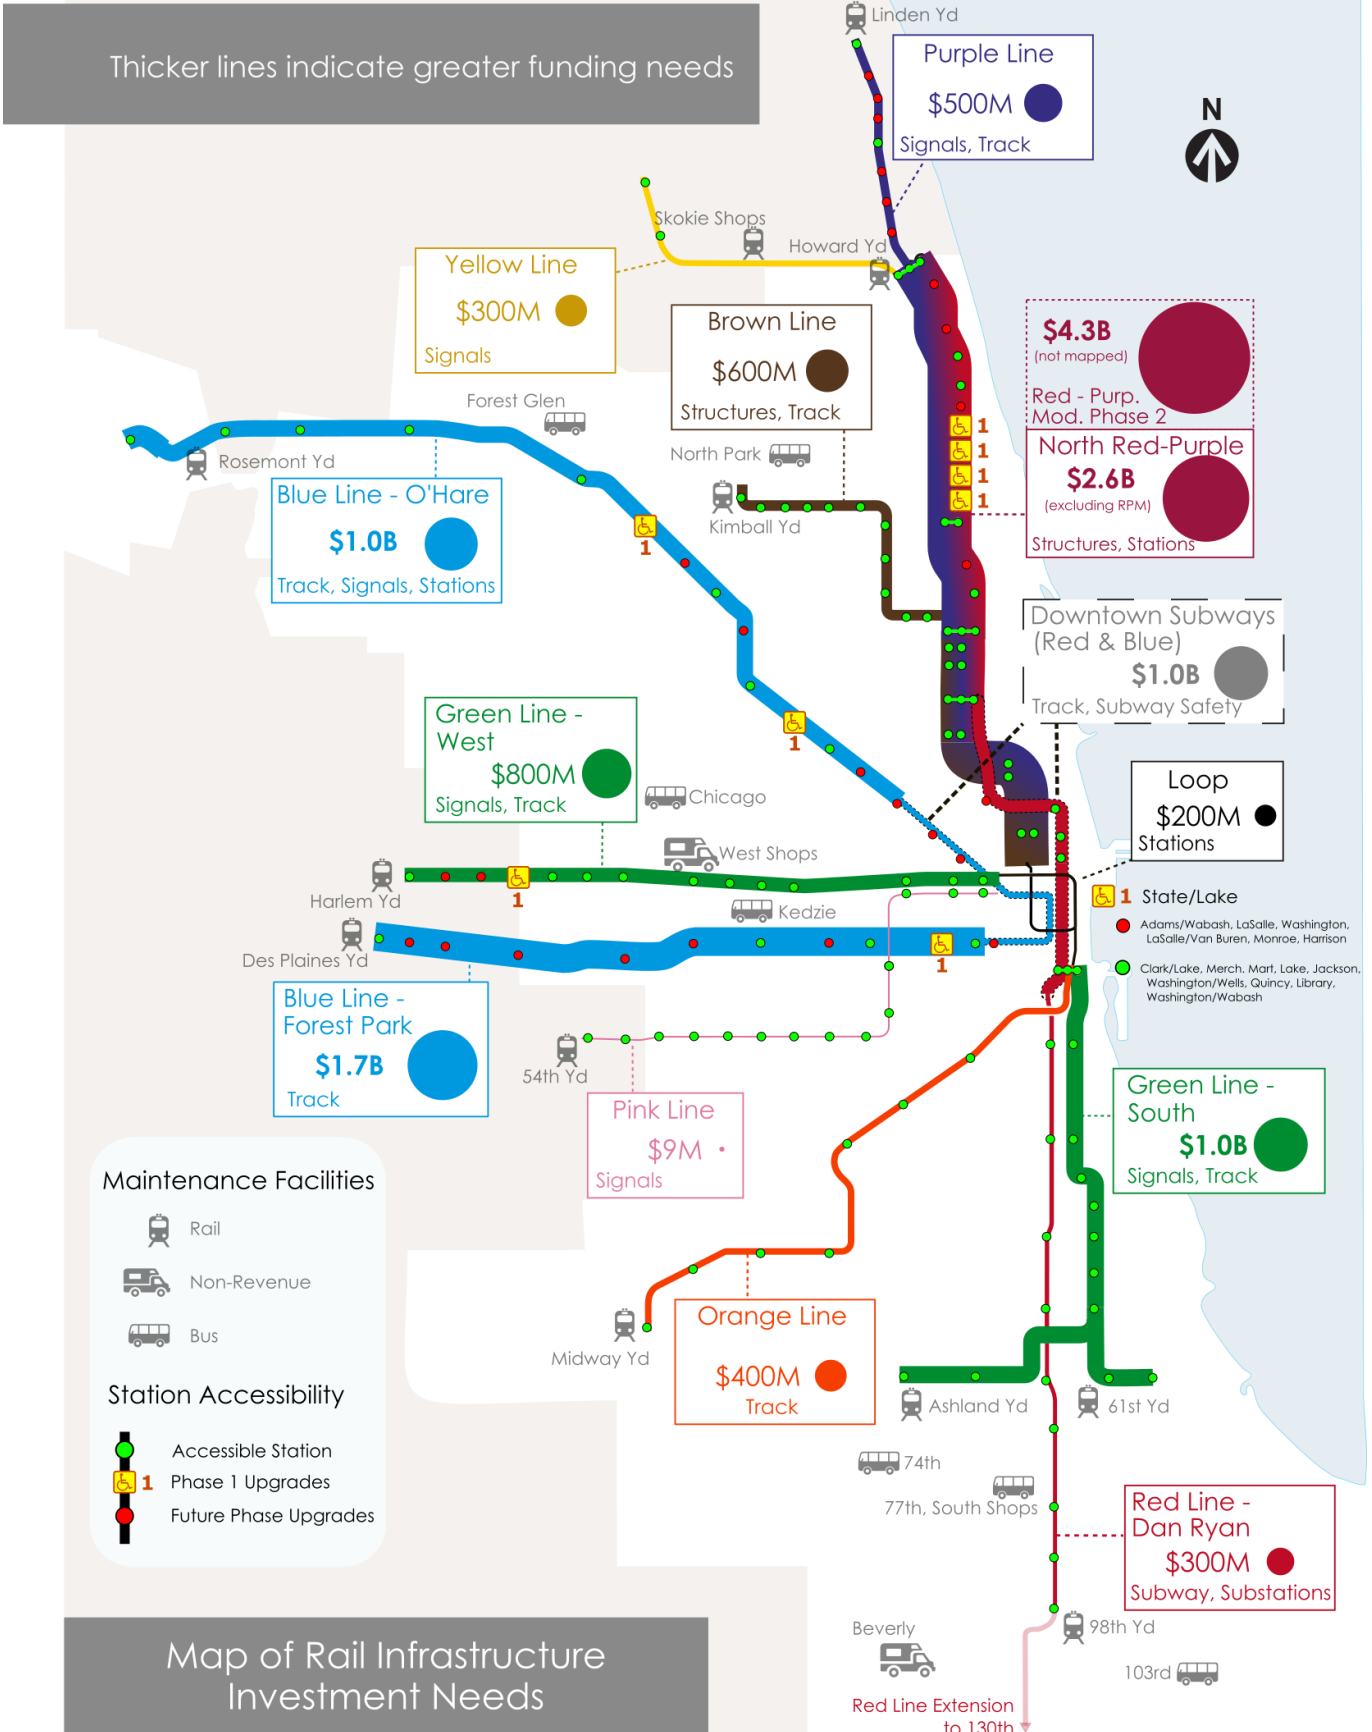 Linden Yd
Thicker lines indicate greater funding needs
Purple Line
$500M
Signals, Track
N
Skokie Shops
Howard Yd
Yellow Line
$300M
Signals
Brown Line
$600M
Structures, Track
$4.3B
(not mapped)
Red - Purp.
Mod. Phase 2
North Red-Purple
$2.6B
(excluding RPM)
Structures, Stations
1
1
1
1
Forest Glen
Rosemont Yd
North Park
Kimball Yd
Blue Line - O'Hare
$1.0B
Track, Signals, Stations
1
Downtown Subways
(Red & Blue)
$1.0B
Track, Subway Safety
Green Line -
West
$800M
Signals, Track
1
Chicago
Loop
$200M
Stations
West Shops
Harlem Yd
1
Kedzie
1 State/Lake
Adams/Wabash, LaSalle, Washington,
LaSalle/Van Buren, Monroe, Harrison
Des Plaines Yd
1
Clark/Lake, Merch. Mart, Lake, Jackson,
Washington/Wells, Quincy, Library,
Washington/Wabash
Blue Line -
Forest Park
$1.7B
Track
54th Yd
Pink Line
$9M
Signals
Green Line -
South
$1.0B
Signals, Track
Maintenance Facilities
Rail
Non-Revenue
Bus
Station Accessibility
Accessible Station
1 Phase 1 Upgrades
Future Phase Upgrades
Midway Yd
Orange Line
$400M
Track
Ashland Yd
61st Yd
74th
77th, South Shops
Red Line -
Dan Ryan
$300M
Subway, Substations
Beverly
98th Yd
103rd
Red Line Extension
to 130th
Map of Rail Infrastructure
Investment Needs